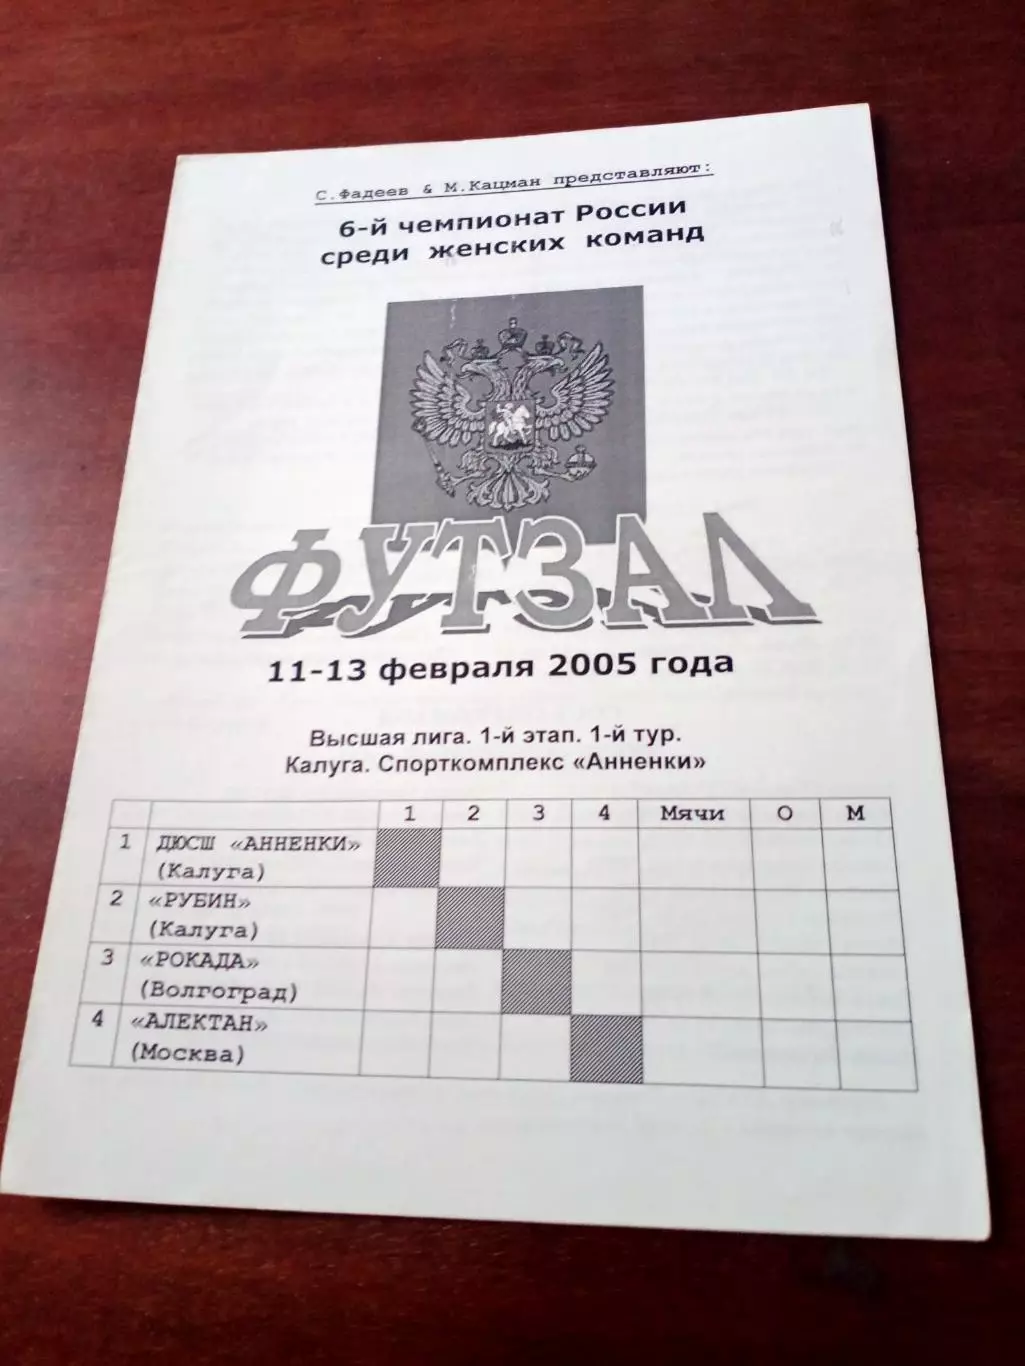 С.Фадеев & М.Кацман представляют:
6-й чемпионат России
среди женских команд
ФУТЗАЛ
11-13 февраля 2005 года
Высшая лига. 1-й этап. 1-й тур.
Калуга. Спорткомплекс «Анненки»
1 2 3 4 Мячи О М
1 ДЮСШ «АННЕНКИ»
(Калуга)
2 «РУБИН»
(Калуга)
3 «РОКАДА»
(Волгоград)
4 «АЛЕКТАН»
(Москва)